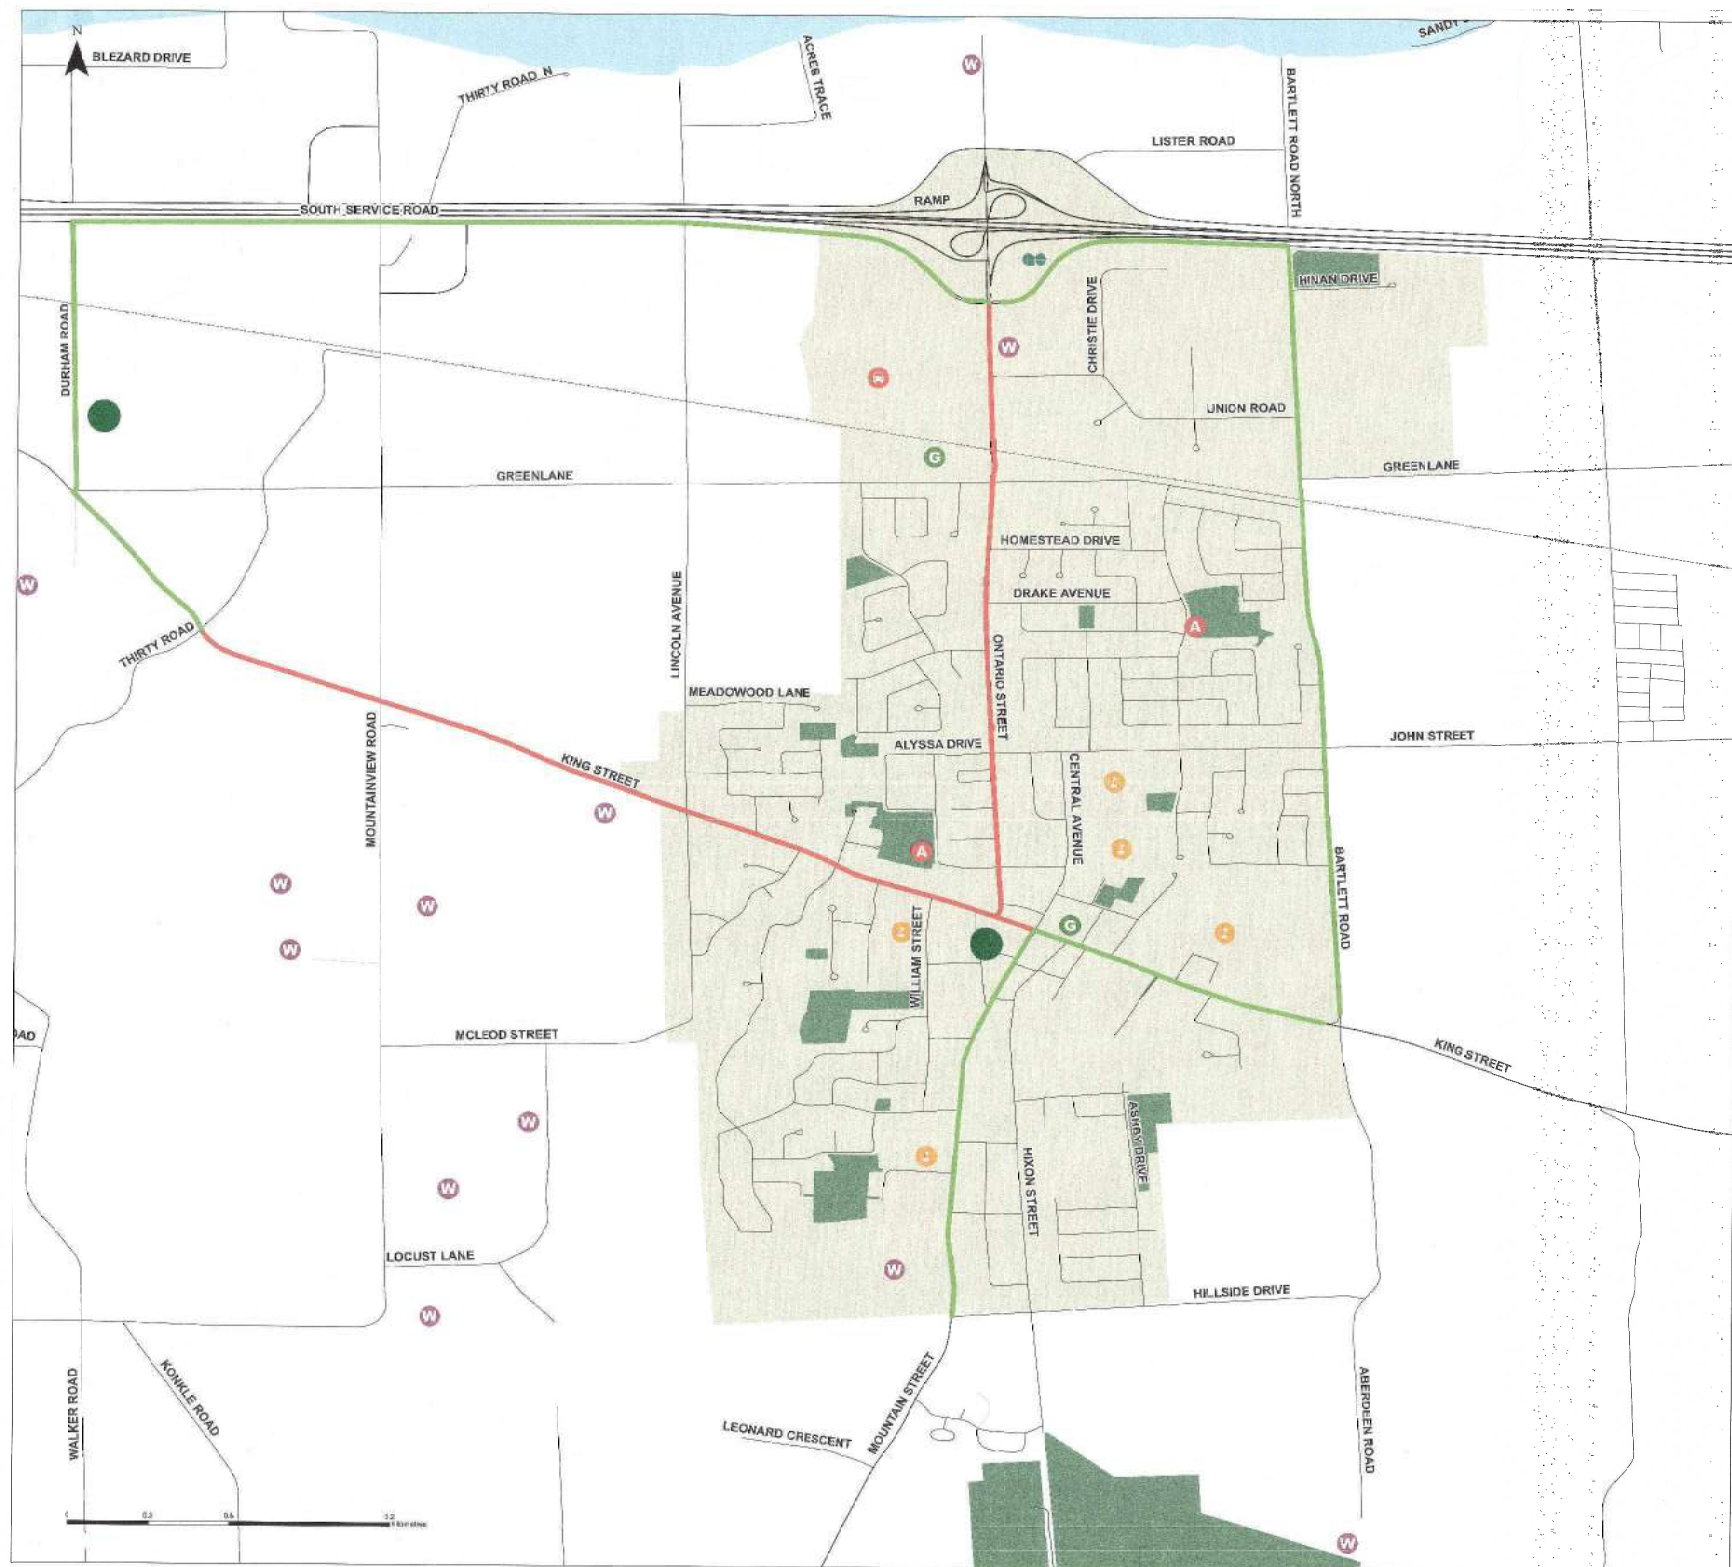 N
SANDY
BLEZARD DRIVE
THIRTY ROAD N
ACRES TRACE
W
BARTLETT ROAD NORTH
LISTER ROAD
RAMP
SOUTH SERVICE ROAD
HINAN DRIVE
CHRISTIE DRIVE
DURHAM ROAD
W
UNION ROAD
G
GREENLANE
GREENLANE
HOMESTEAD DRIVE
W
DRAKE AVENUE
LINCOLN AVENUE
A
THIRTY ROAD
ONTARIO STREET
MEADOWOOD LANE
MOUNTAINVIEW ROAD
ALYSSA DRIVE
JOHN STREET
KING STREET
CENTRAL AVENUE
W
A
BARTLETT ROAD
W
W
WILLIAM STREET
G
W
OAD
MCLEOD STREET
KING STREET
W
ASHBY DRIVE
HIXON STREET
W
LOCUST LANE
W
HILLSIDE DRIVE
W
WALKER ROAD
KONKLE ROAD
MOUNTAIN STREET
ABERDEEN ROAD
LEONARD CRESCENT
W